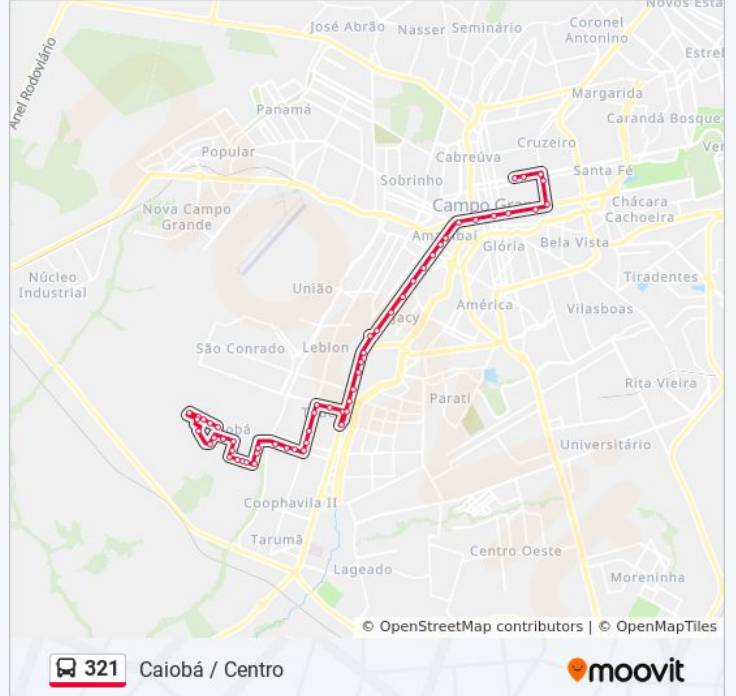 Novos Esta
José Abrão
Nasser
Seminário
Coronel
Antonino
Estrel
Anel Rodoviário
Margarida
Panamá
Carandá Bosque
Cruzeiro
Ver
Popular
Cabreúva
Santa Fé
Sobrinho
Campo Gran
Chácara
Cachoeira
Nova Campo
Grande
Amambaí
Glória
Bela Vista
Núcleo
Industrial
União
Tiradentes
América
Vilasboas
São Conrado
Leblon
Rita Vieira
Parati
Universitário
Coophavila II
Tarumã
Centro Oeste
Lageado
Moreninha
© OpenStreetMap contributors | © OpenMapTiles
321 Caiobá / Centro
moovit